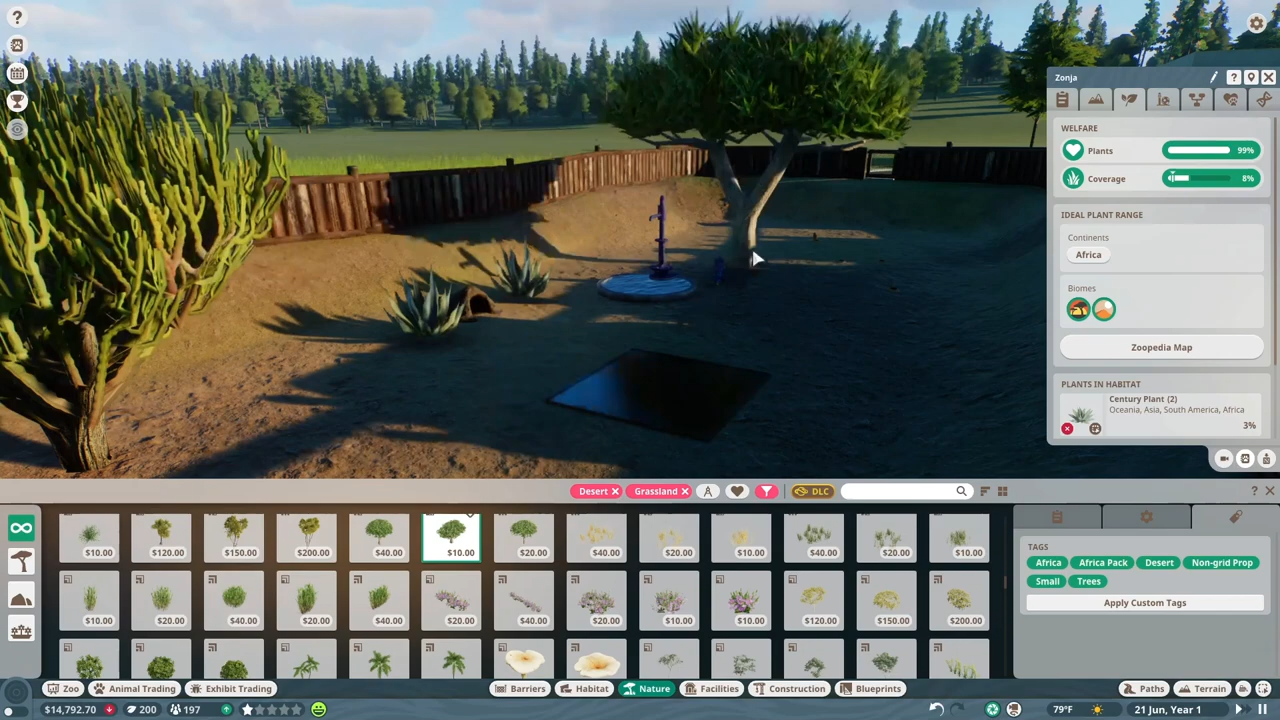 ?
Zonja
?
WELFARE
Plants 99%
Coverage 8%
IDEAL PLANT RANGE
Continents
Africa
Biomes
Zoopedia Map
PLANTS IN HABITAT
Century Plant (2)
Oceania, Asia, South America, Africa
3%
Desert × Grassland × DLC
?
$10.00 $120.00 $150.00 $200.00 $40.00 $10.00 $20.00 $40.00 $20.00 $10.00 $40.00 $20.00 $10.00
$10.00 $20.00 $40.00 $20.00 $40.00 $20.00 $10.00 $40.00 $10.00 $10.00 $120.00 $150.00 $200.00
TAGS
Africa Africa Pack Desert Non-grid Prop
Small Trees
Apply Custom Tags
Zoo Animal Trading Exhibit Trading Barriers Habitat Nature Facilities Construction Blueprints Paths Terrain
$14,792.70 200 197 79°F 21 Jun, Year 1